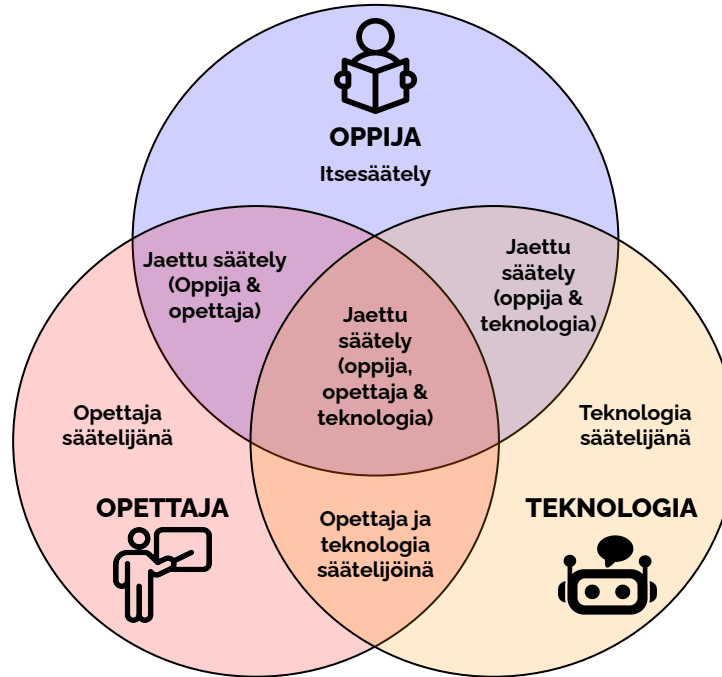 OPPIJA
Itsesäätely
Jaettu säätely
(Oppija &
opettaja)
Jaettu
säätely
(oppija &
teknologia)
Jaettu
säätely
(oppija,
opettaja &
teknologia)
Opettaja
säätelijänä
Teknologia
säätelijänä
OPETTAJA
TEKNOLOGIA
Opettaja ja
teknologia
säätelijöinä